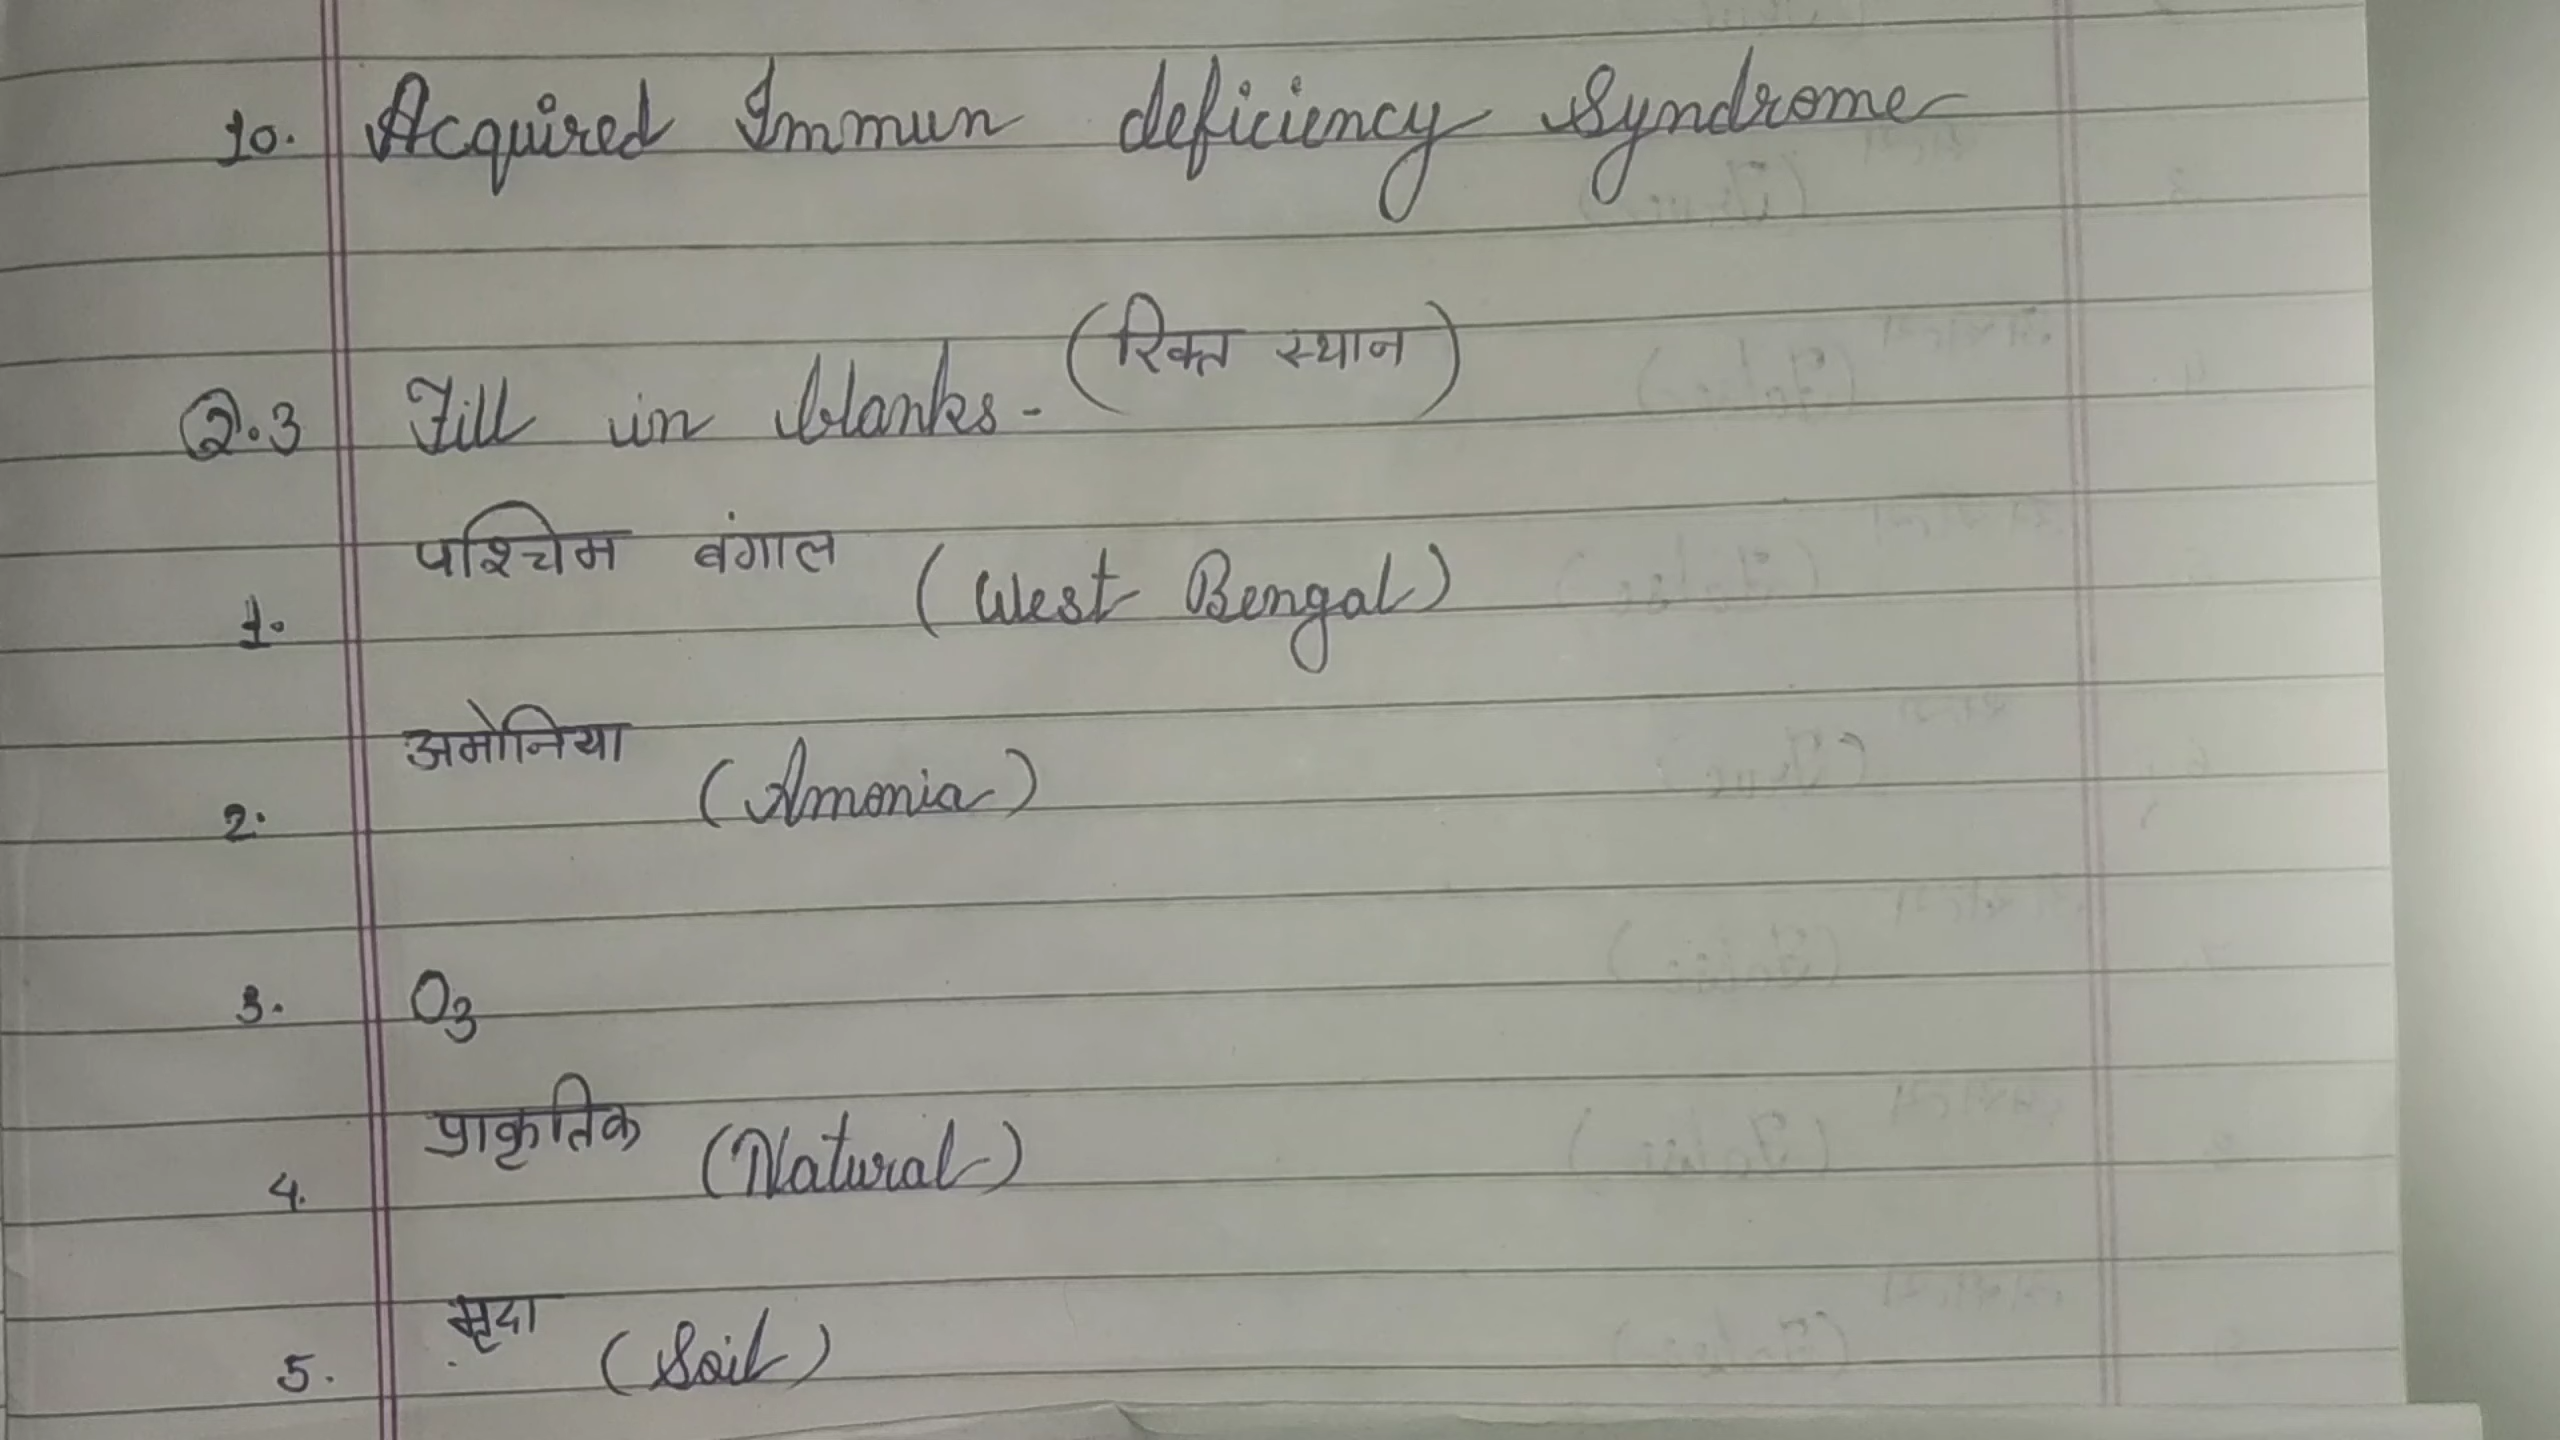 10. Acquired Immun deficiency Syndrome
Q.3 Fill in blanks - (रिक्त स्थान)
1. पश्चिम बंगाल (West Bengal)
2. अमोनिया (Amonia)
3. O3
4. प्राकृतिक (Natural)
5. मृदा (Soil)